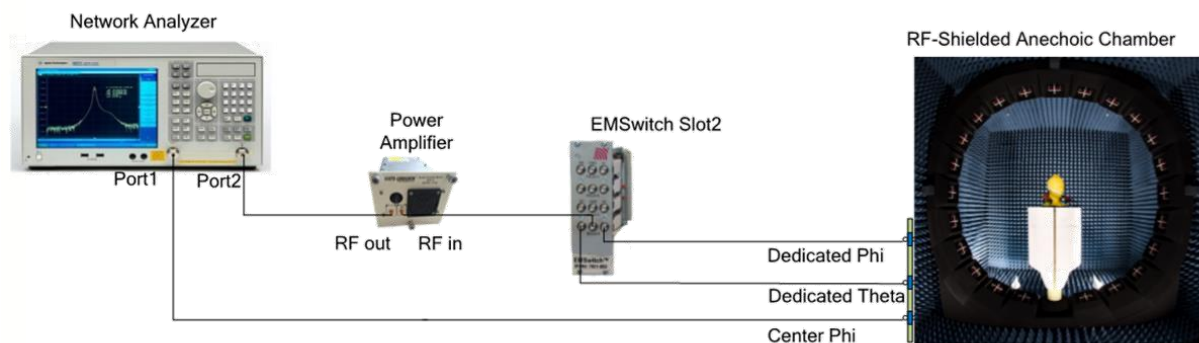 Network Analyzer
RF-Shielded Anechoic Chamber
Power
Amplifier
EMSwitch Slot2
Port1
Port2
RF out
RF in
EMSwitch™
Dedicated Phi
Dedicated Theta
Center Phi